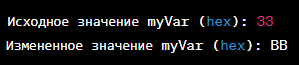 Исходное значение myVar (hex): 33
Измененное значение myVar (hex): BB